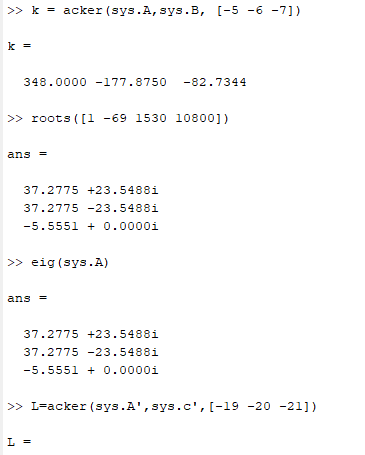 >> k = acker(sys.A,sys.B, [-5 -6 -7])
k =
348.0000 -177.8750 -82.7344
>> roots([1 -69 1530 10800])
ans =
37.2775 +23.5488i
37.2775 -23.5488i
-5.5551 + 0.0000i
>> eig(sys.A)
ans =
37.2775 +23.5488i
37.2775 -23.5488i
-5.5551 + 0.0000i
>> L=acker(sys.A',sys.c',[-19 -20 -21])
L =